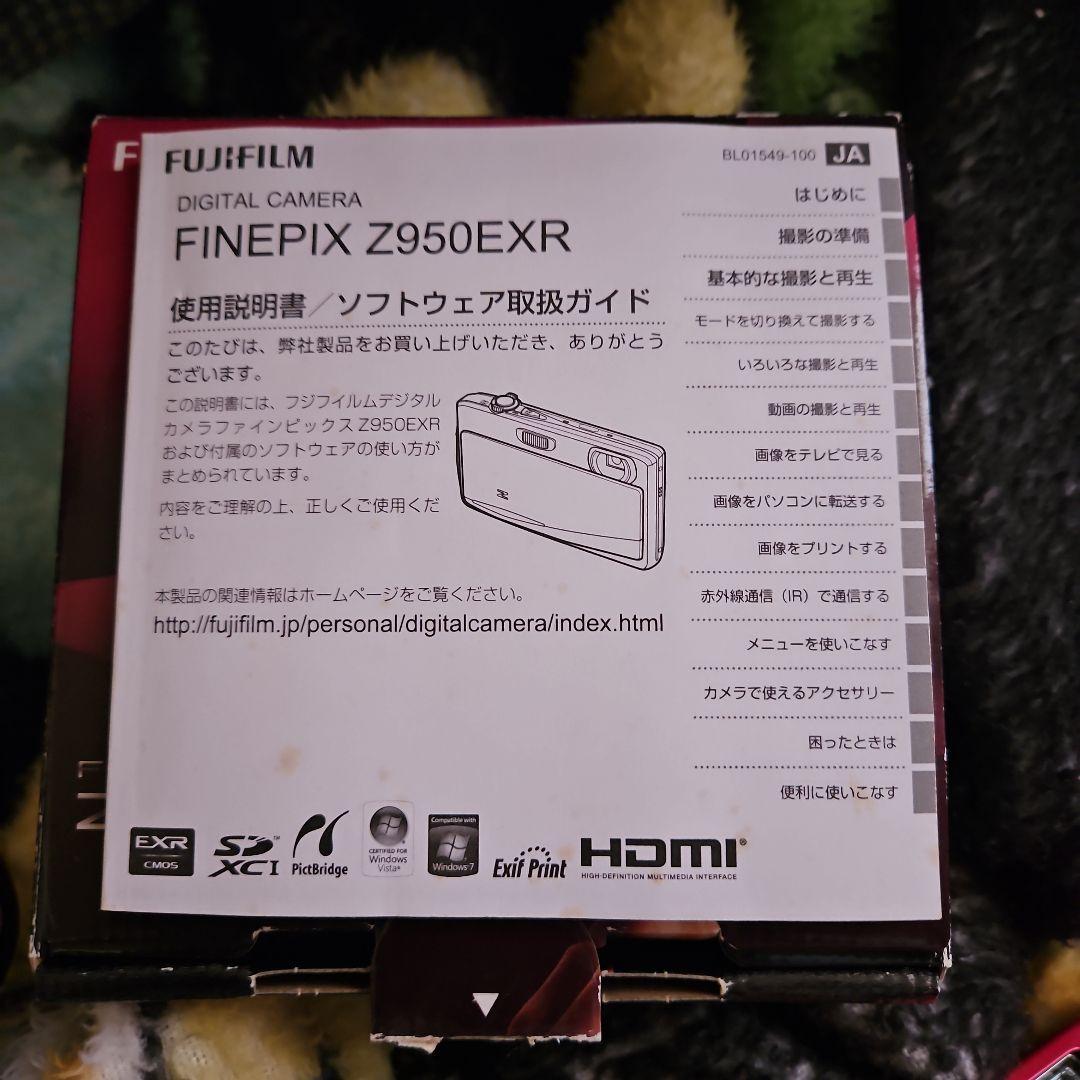 F
FUJIFILM
BL01549-100 JA
DIGITAL CAMERA
FINEPIX Z950EXR
使用説明書/ソフトウェア取扱ガイド
このたびは、弊社製品をお買い上げいただき、ありがとう
ございます。
この説明書には、フジフイルムデジタル
カメラファインピックス Z950EXR
および付属のソフトウェアの使い方が
まとめられています。
内容をご理解の上、正しくご使用くだ
さい。
本製品の関連情報はホームページをご覧ください。
http://fujifilm.jp/personal/digitalcamera/index.html
はじめに
撮影の準備
基本的な撮影と再生
モードを切り換えて撮影する
いろいろな撮影と再生
動画の撮影と再生
画像をテレビで見る
画像をパソコンに転送する
画像をプリントする
赤外線通信(IR)で通信する
メニューを使いこなす
カメラで使えるアクセサリー
困ったときは
便利に使いこなす
EXR
CMOS
SD
XC I
™
PictBridge
CERTIFIED FOR
Windows
Vista®
Compatible with
Windows 7
Exif Print
HDMI®
HIGH-DEFINITION MULTIMEDIA INTERFACE